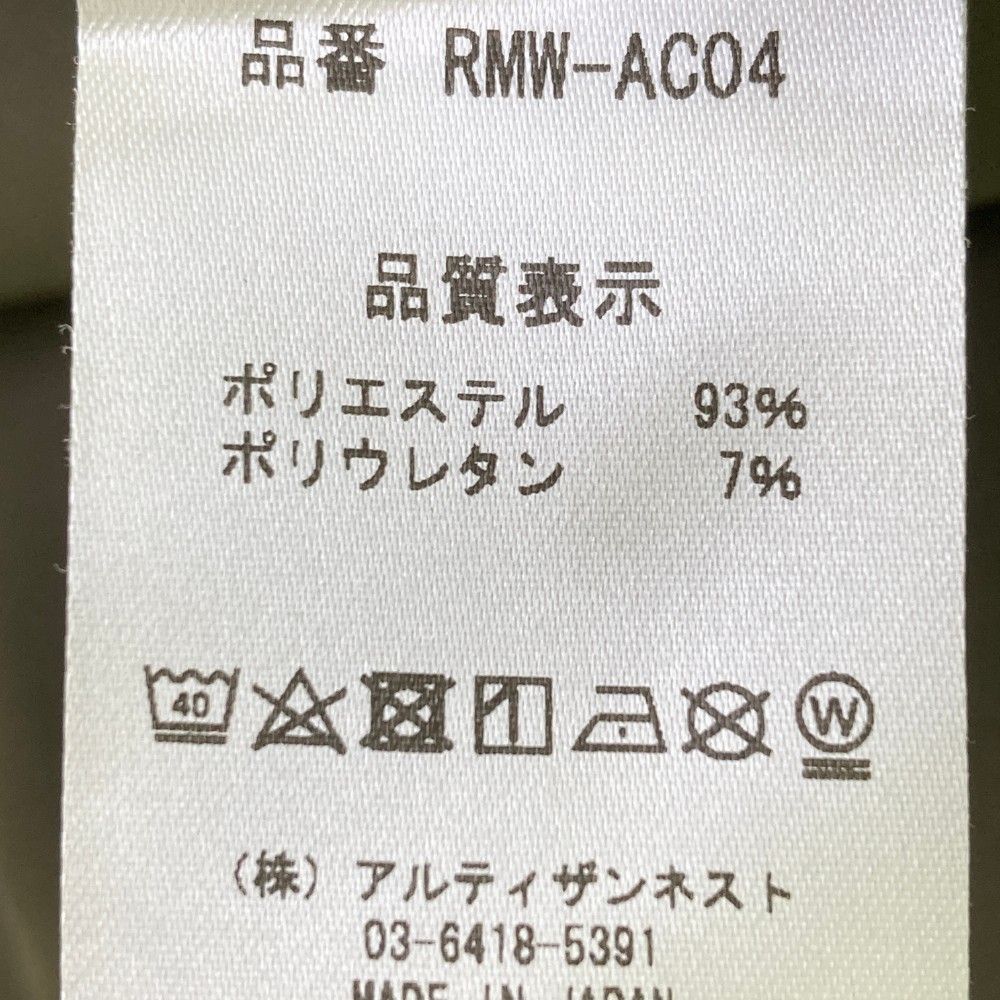 品番 RMW-AC04
品質表示
ポリエステル 93%
ポリウレタン 7%
40
W
(株) アルティザンネスト
03-6418-5391
MADE IN JAPAN